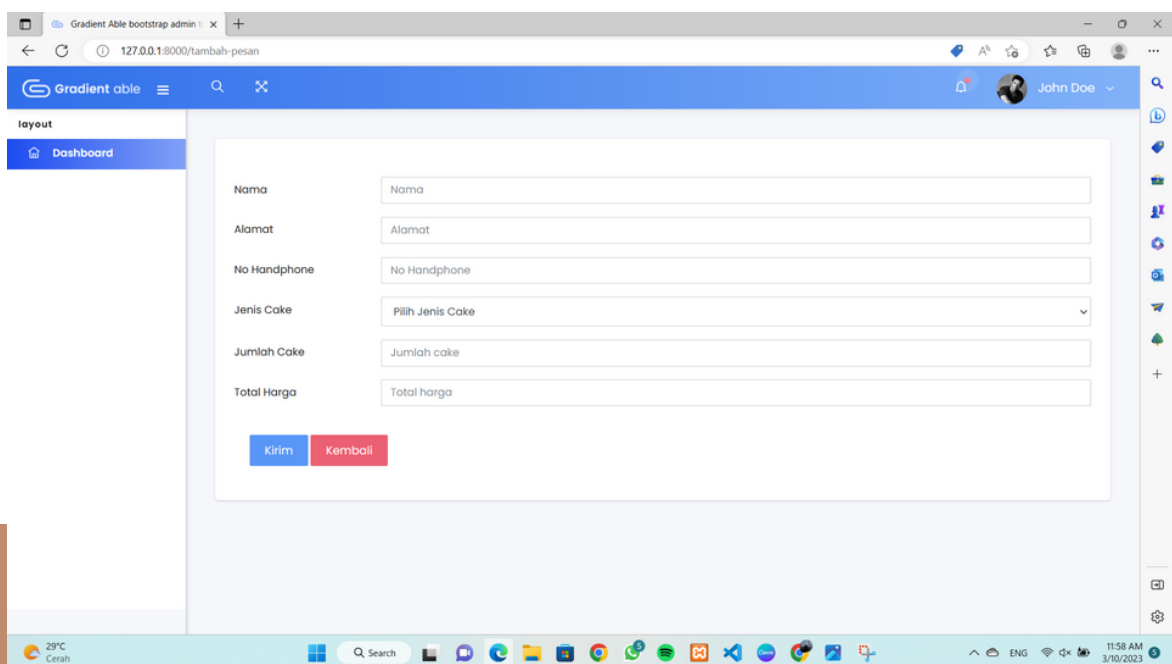 Gradient Able bootstrap admin t
127.0.0.1:8000/tambah-pesan
Gradient able
John Doe
layout
Dashboard
Nama
Nama
Alamat
Alamat
No Handphone
No Handphone
Jenis Cake
Pilih Jenis Cake
Jumlah Cake
Jumlah cake
Total Harga
Total harga
Kirim Kembali
29°C
Cerah
Search
5
ENG
11:58 AM
3/10/2023
5